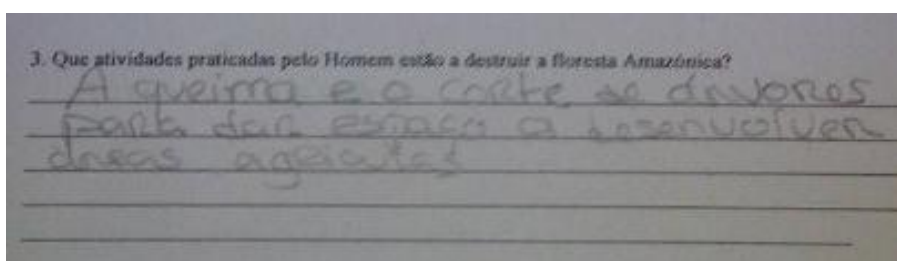 3. Que atividades praticadas pelo Homem estão a destruir a floresta Amazónica?
A queima e o corte de árvores
para dar espaço a desenvolver
áreas agrícolas